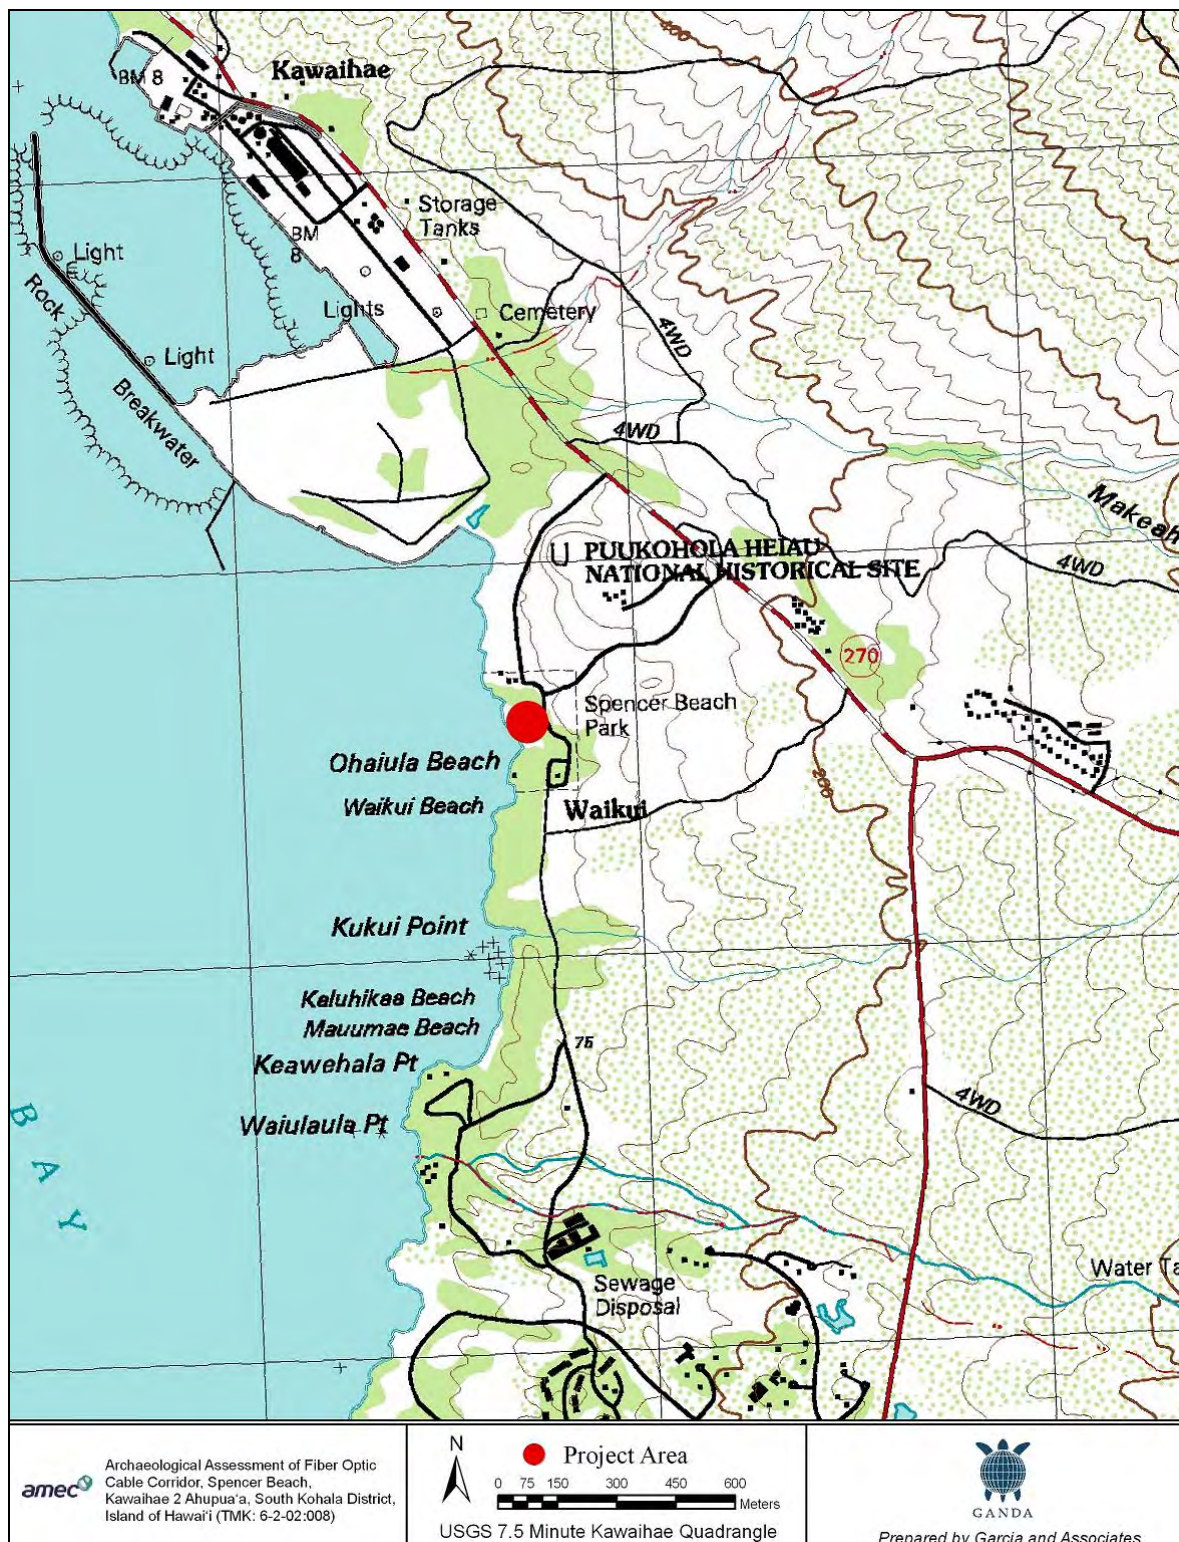 BM 8
Kawaihae
400
Storage
Tanks
BM
8
Light
E
Rock
Lights
Cemetery
4WD
Light
Breakwater
4WD
Makeah
PUUKOHOLA HEIAU
NATIONAL HISTORICAL SITE
4WD
270
Spencer Beach
Park
Ohaiula Beach
200
Waikui Beach
Waikui
Kukui Point
Kaluhikaa Beach
Mauumae Beach
75
Keawehala Pt
4WD
Waiulaula Pt
BAY
Water Ta
Sewage
Disposal
amec
Archaeological Assessment of Fiber Optic
Cable Corridor, Spencer Beach,
Kawaihae 2 Ahupua‘a, South Kohala District,
Island of Hawai‘i (TMK: 6-2-02:008)
N
Project Area
0 75 150 300 450 600
Meters
USGS 7.5 Minute Kawaihae Quadrangle
GANDA
Prepared by Garcia and Associates